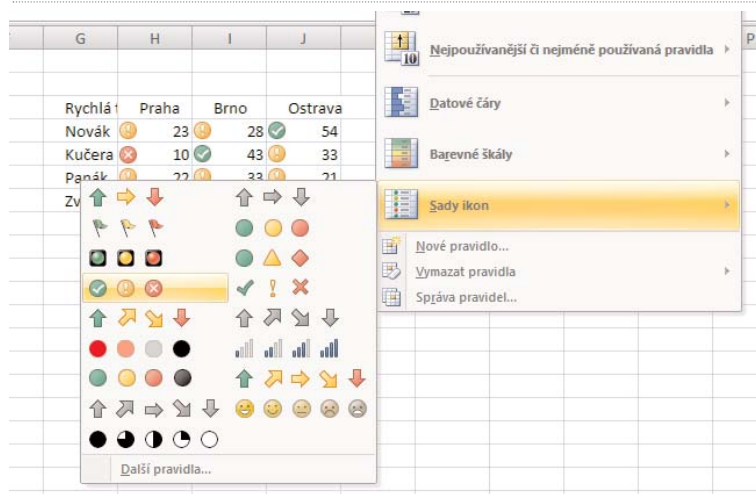 G H I J P
Nejpoužívanější či nejméně používaná pravidla
10
Datové čáry
Barevné škály
Sady ikon
Nové pravidlo...
Vymazat pravidla
Správa pravidel...
Rychlá Praha Brno Ostrava
Novák 23 28 54
Kučera 10 43 33
Panák 22 33 21
Zv
Další pravidla...